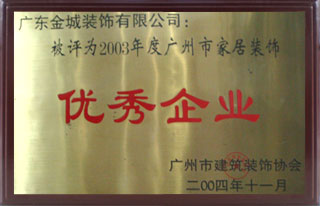 广东金城装饰有限公司：
被评为2003年度广州市家居装饰
优秀企业
广州市建筑装饰协会
二00四年十一月